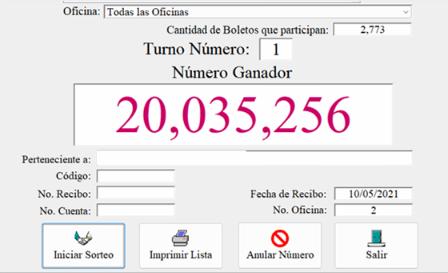 Oficina: Todas las Oficinas
Cantidad de Boletos que participan: 2,773
Turno Número: 1
Número Ganador
20,035,256
Perteneciente a:
Código:
No. Recibo: Fecha de Recibo: 10/05/2021
No. Cuenta: No. Oficina: 2
Iniciar Sorteo Imprimir Lista Anular Número Salir